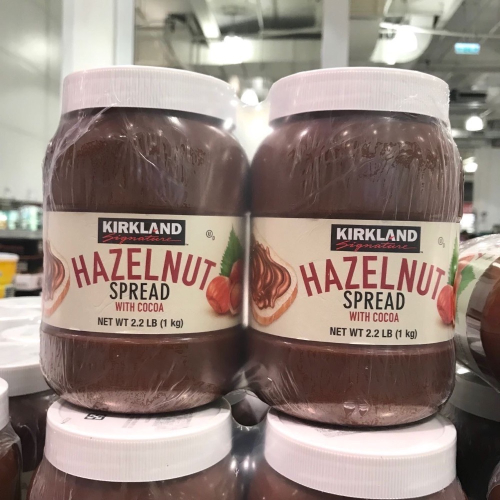 KIRKLAND
Signature
HAZELNUT
SPREAD
WITH COCOA
NET WT 2.2 LB (1 kg)
KIRKLAND
Signature
HAZELNUT
SPREAD
WITH COCOA
NET WT 2.2 LB (1 kg)